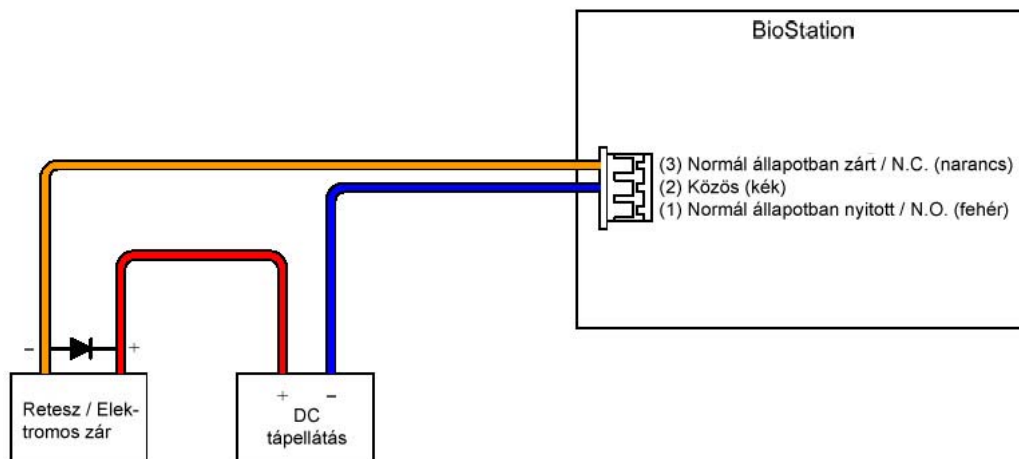 BioStation
(3) Normál állapotban zárt / N.C. (narancs)
(2) Közös (kék)
(1) Normál állapotban nyitott / N.O. (fehér)
– +
Retesz / Elek-
tromos zár
+ –
DC
tápellátás